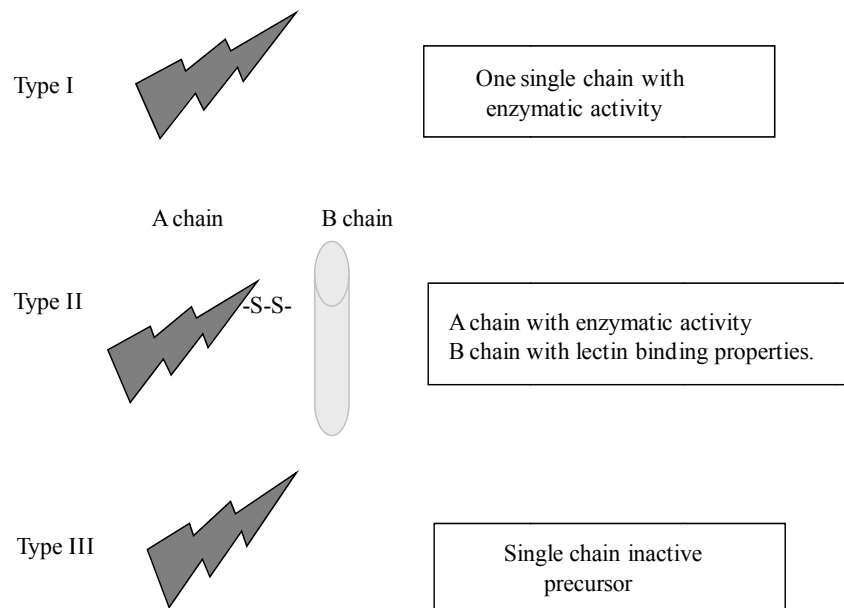 Type I
One single chain with
enzymatic activity
A chain
B chain
Type II
-S-S-
A chain with enzymatic activity
B chain with lectin binding properties.
Type III
Single chain inactive
precursor